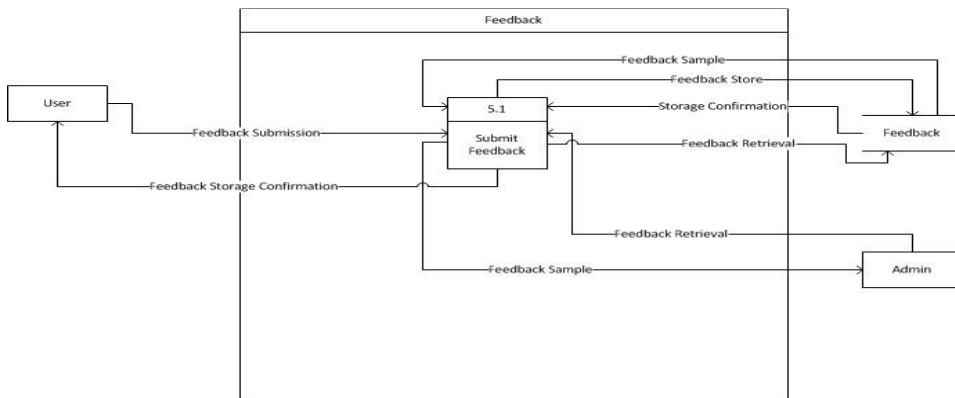 Feedback
Feedback Sample
Feedback Store
User
5.1
Storage Confirmation
Feedback Submission
Submit
Feedback
Feedback
Feedback Retrieval
Feedback Storage Confirmation
Feedback Retrieval
Feedback Sample
Admin